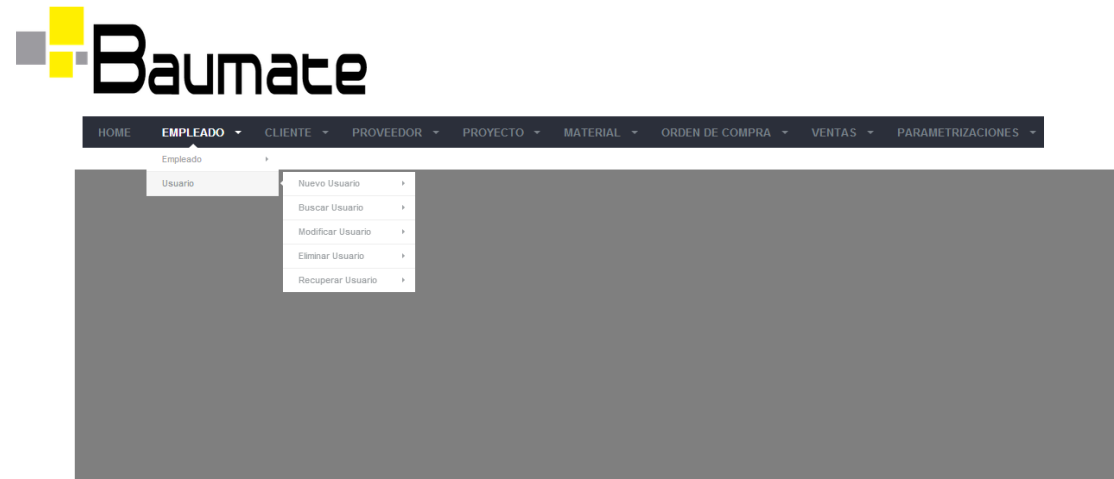 Baumate
HOME EMPLEADO CLIENTE PROVEEDOR PROYECTO MATERIAL ORDEN DE COMPRA VENTAS PARAMETRIZACIONES
Empleado
Usuario
Nuevo Usuario
Buscar Usuario
Modificar Usuario
Eliminar Usuario
Recuperar Usuario